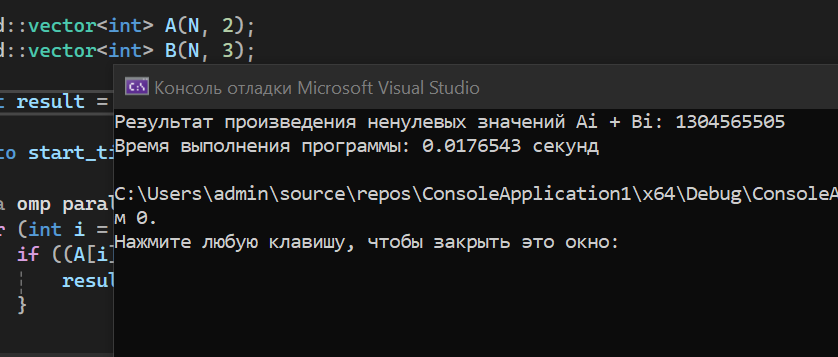 d::vector<int> A(N, 2);
d::vector<int> B(N, 3);
Консоль отладки Microsoft Visual Studio
t result =
Результат произведения ненулевых значений Ai + Bi: 1304565505
to start_ti
Время выполнения программы: 0.0176543 секунд
a omp paral
C:\Users\admin\source\repos\ConsoleApplication1\x64\Debug\ConsoleA
r (int i =
м 0.
if ((A[i]
Нажмите любую клавишу, чтобы закрыть это окно:
resul
}